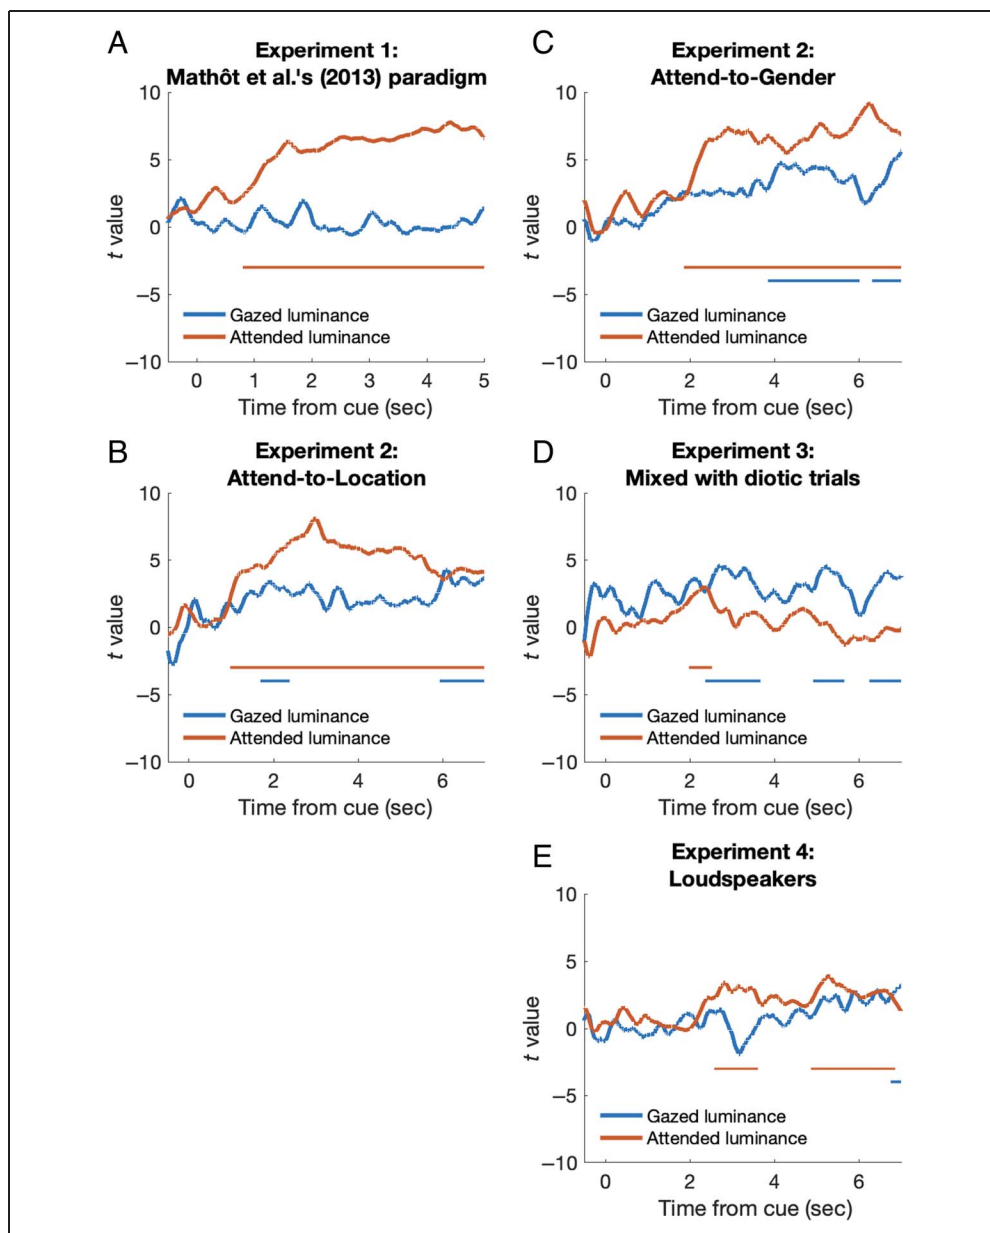 A
Experiment 1:
Mathôt et al.'s (2013) paradigm
10
5
0
−5
−10
t value
Gazed luminance
Attended luminance
0 1 2 3 4 5
Time from cue (sec)
C
Experiment 2:
Attend-to-Gender
10
5
0
−5
−10
t value
Gazed luminance
Attended luminance
0 2 4 6
Time from cue (sec)
B
Experiment 2:
Attend-to-Location
10
5
0
−5
−10
t value
Gazed luminance
Attended luminance
0 2 4 6
Time from cue (sec)
D
Experiment 3:
Mixed with diotic trials
10
5
0
−5
−10
t value
Gazed luminance
Attended luminance
0 2 4 6
Time from cue (sec)
E
Experiment 4:
Loudspeakers
10
5
0
−5
−10
t value
Gazed luminance
Attended luminance
0 2 4 6
Time from cue (sec)